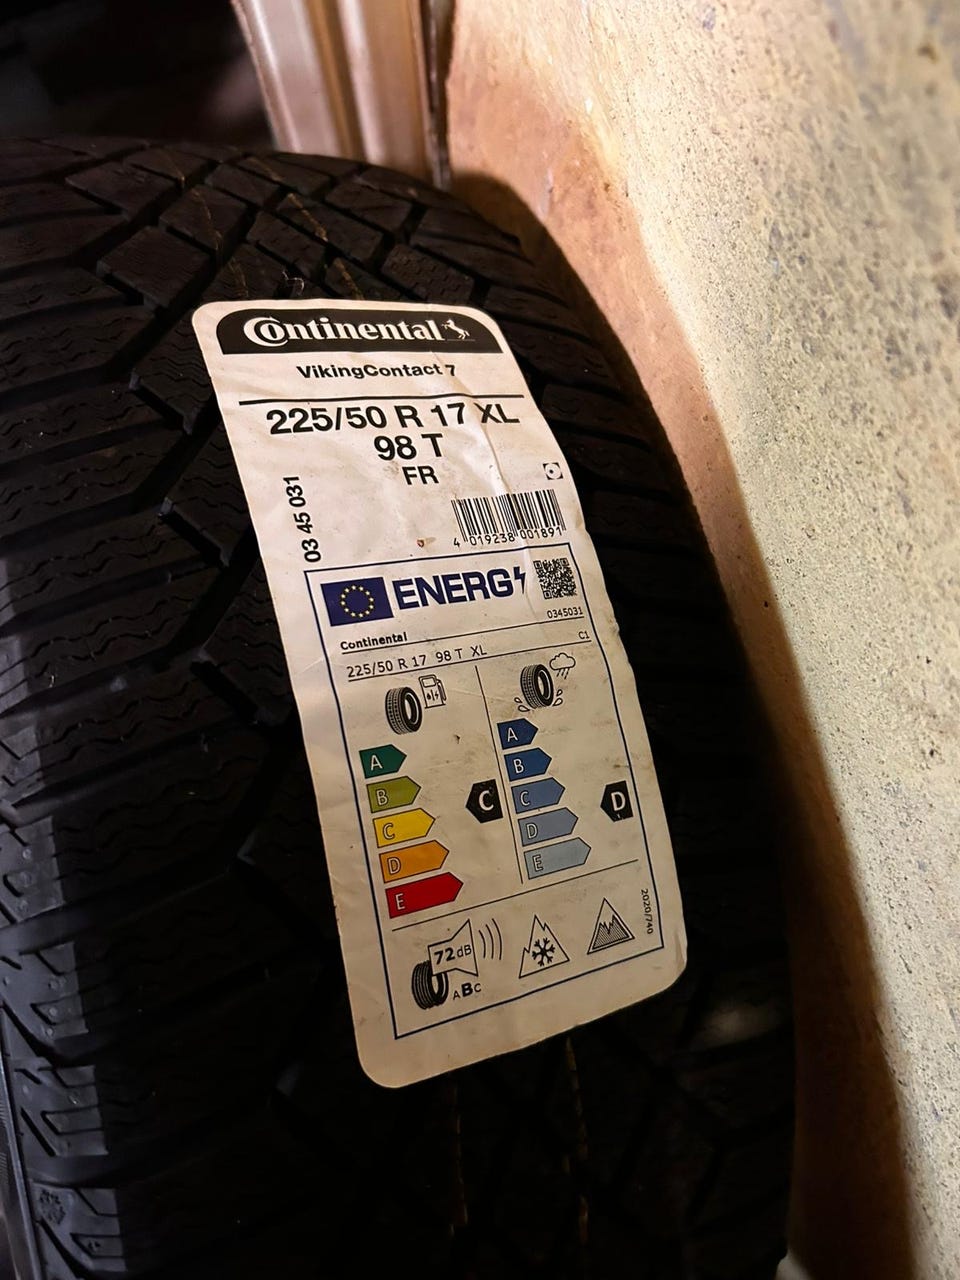 Continental
VikingContact 7
225/50 R 17 XL
98 T
FR
03 45 031
4 019238 001891
ENERG
0345031
Continental
C1
225/50 R 17 98 T XL
A
B
C
D
E
C
A
B
C
D
E
D
72dB
ABC
2020/740